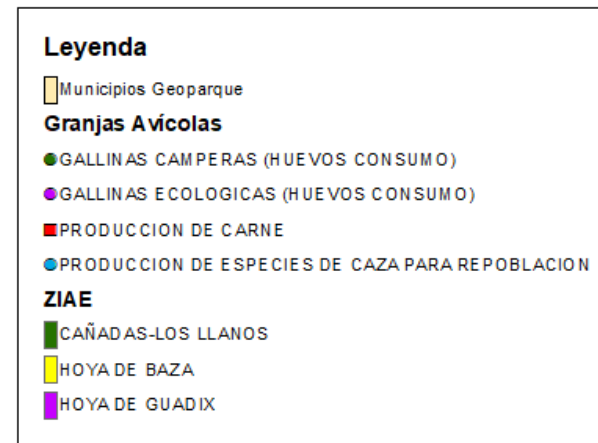 Leyenda
Municipios Geoparque
Granjas Avícolas
GALLINAS CAMPERAS (HUEVOS CONSUMO)
GALLINAS ECOLOGICAS (HUEVOS CONSUMO)
PRODUCCION DE CARNE
PRODUCCION DE ESPECIES DE CAZA PARA REPOBLACION
ZIAE
CAÑADAS-LOS LLANOS
HOYA DE BAZA
HOYA DE GUADIX